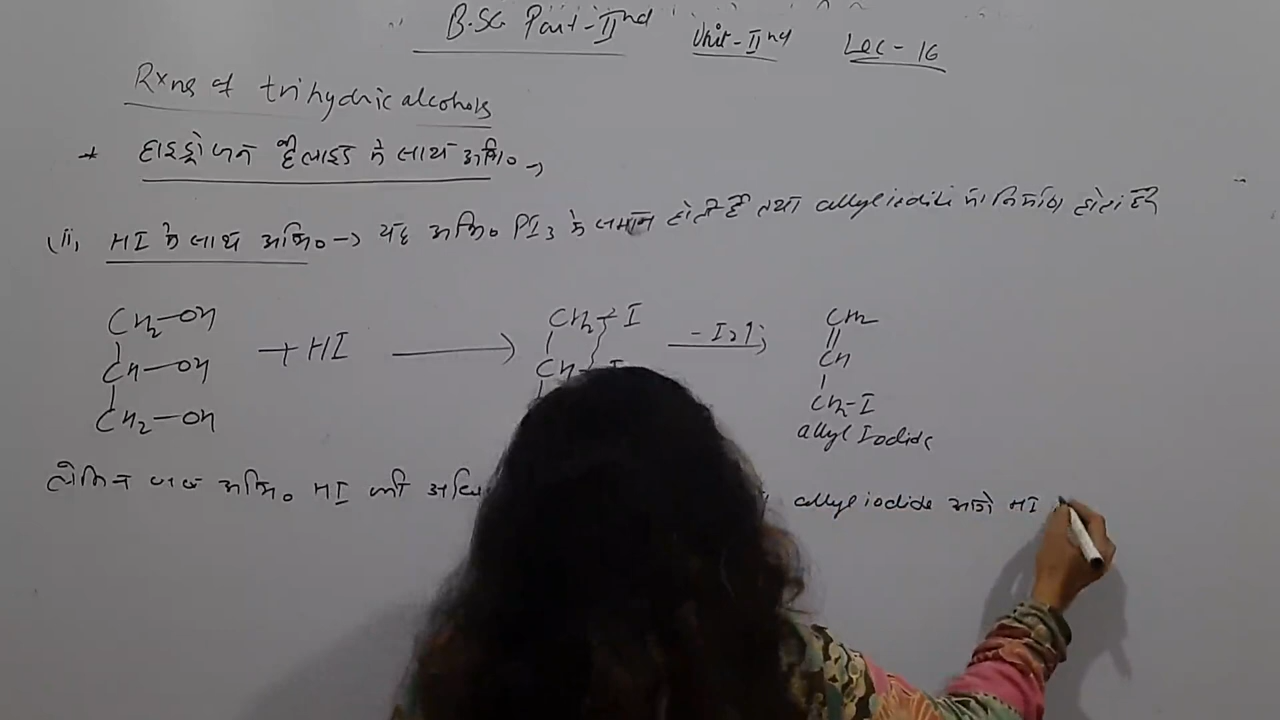 B.SC. Part-IInd Unit-IInd Lec-16
Rxns of trihydric alcohols
* हाइड्रोजन हैलाइड के साथ अभि० →
(ii) HI के साथ अभि० → यह अभि० PI3 के समान होती है तथा allyl iodide का निर्माण होता है
CH2-OH CH2-I CH2
+ HI → -I2↑
CH-OH CH-I CH
CH2-OH CH2-I
allyl Iodide
लेकिन जब अभि० HI की allyl iodide आगे HI